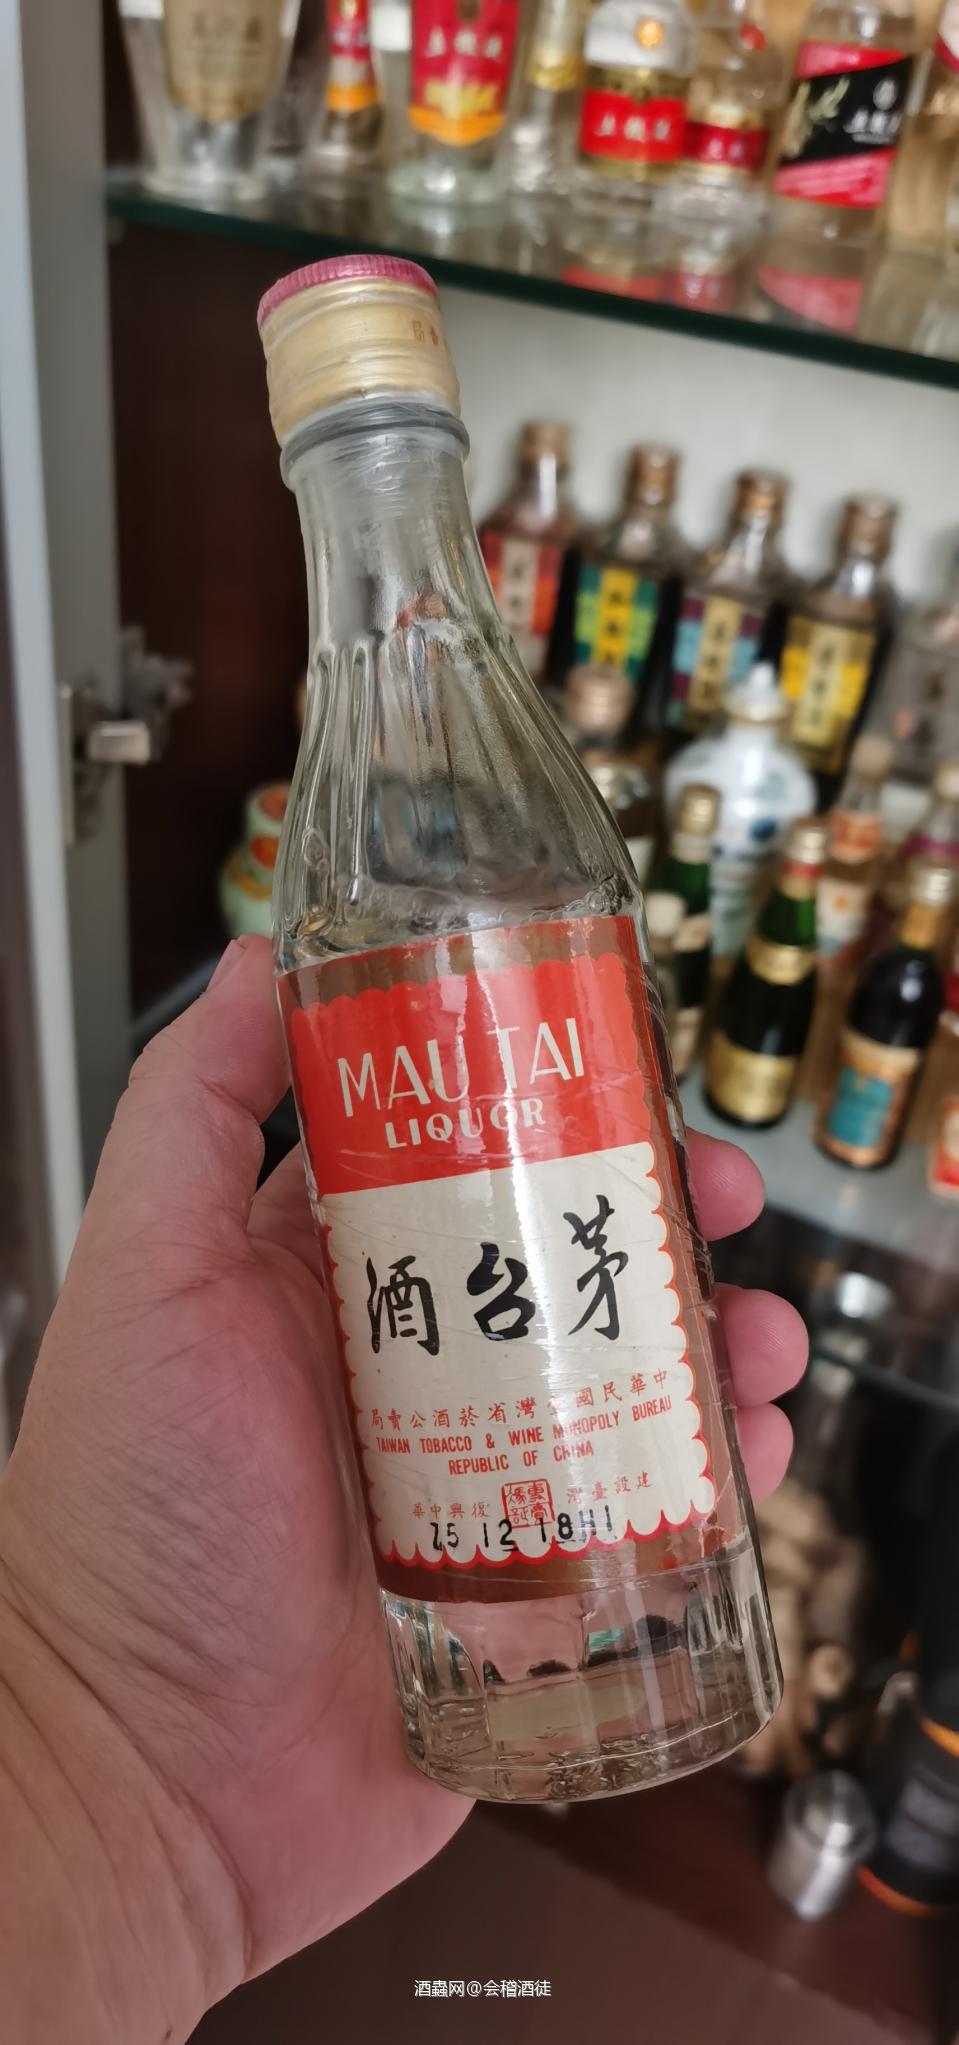 MAU TAI
LIQUOR
茅台酒
中華民國臺灣省菸酒公賣局
TAIWAN TOBACCO & WINE MONOPOLY BUREAU
REPUBLIC OF CHINA
建設臺灣 復興中華
75 12 18H1
酒蟲网@会稽酒徒